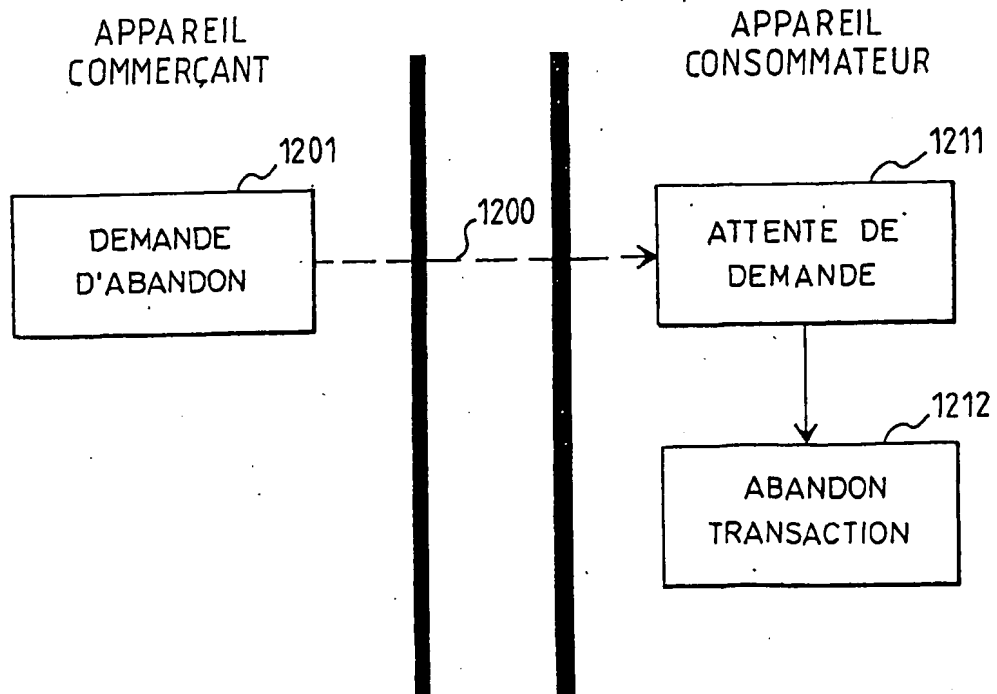 APPAREIL
COMMERÇANT
APPAREIL
CONSOMMATEUR
1201
DEMANDE
D'ABANDON
1200
1211
ATTENTE DE
DEMANDE
1212
ABANDON
TRANSACTION